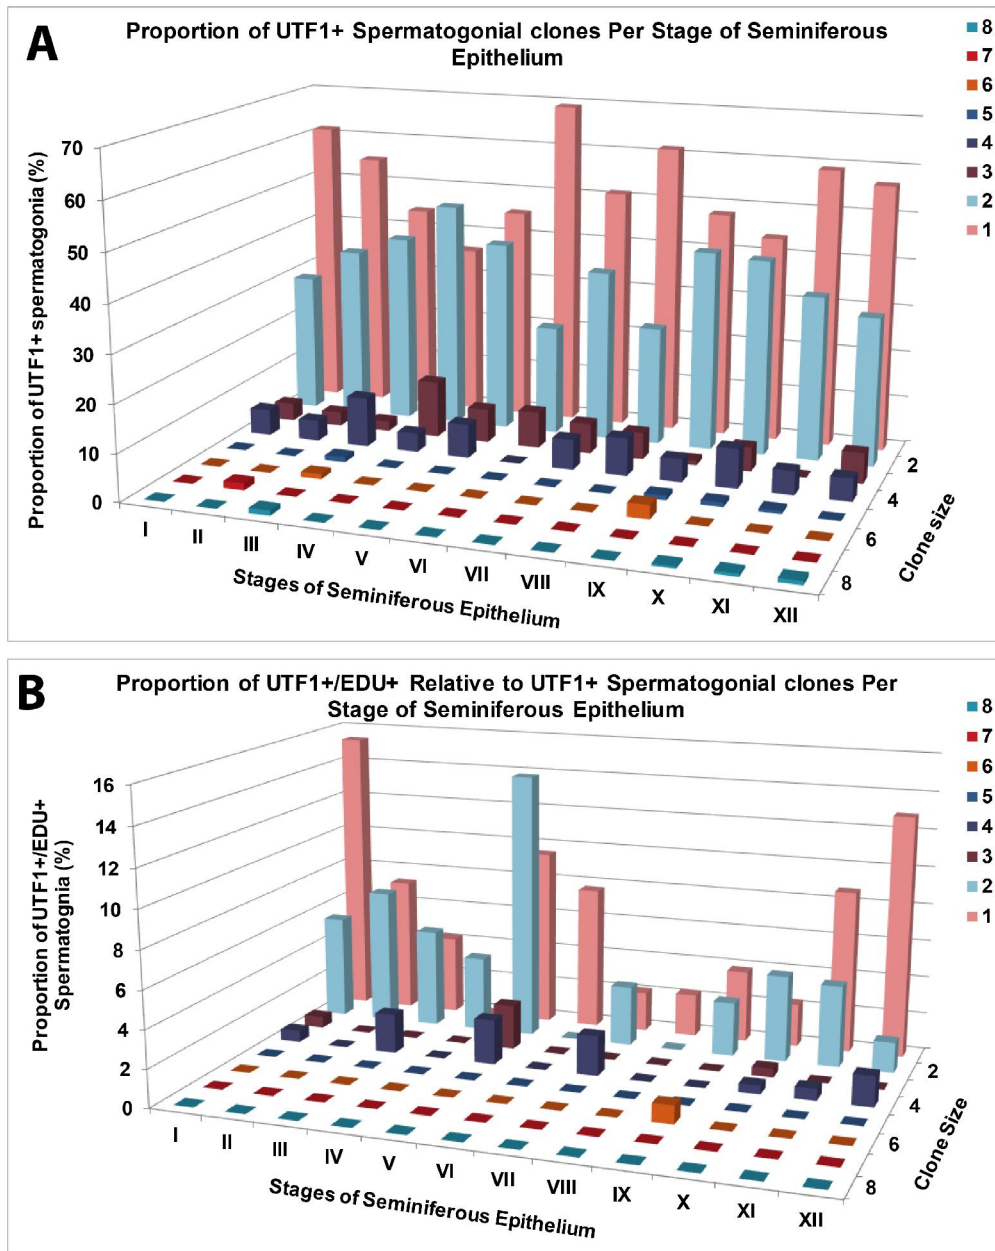 A
Proportion of UTF1+ Spermatogonial clones Per Stage of Seminiferous
Epithelium
8
7
6
5
4
3
2
1
Proportion of UTF1+ spermatogonia (%)
70
60
50
40
30
20
10
0
I
II
III
IV
V
VI
VII
VIII
IX
X
XI
XII
Stages of Seminiferous Epithelium
2
4
6
8
Clone size
B
Proportion of UTF1+/EDU+ Relative to UTF1+ Spermatogonial clones Per
Stage of Seminiferous Epithelium
8
7
6
5
4
3
2
1
Proportion of UTF1+/EDU+
Spermatognia (%)
16
14
12
10
8
6
4
2
0
I
II
III
IV
V
VI
VII
VIII
IX
X
XI
XII
Stages of Seminiferous Epithelium
2
4
6
8
Clone Size